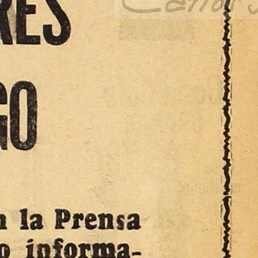 RES
GO
n la Prensa
o informa-